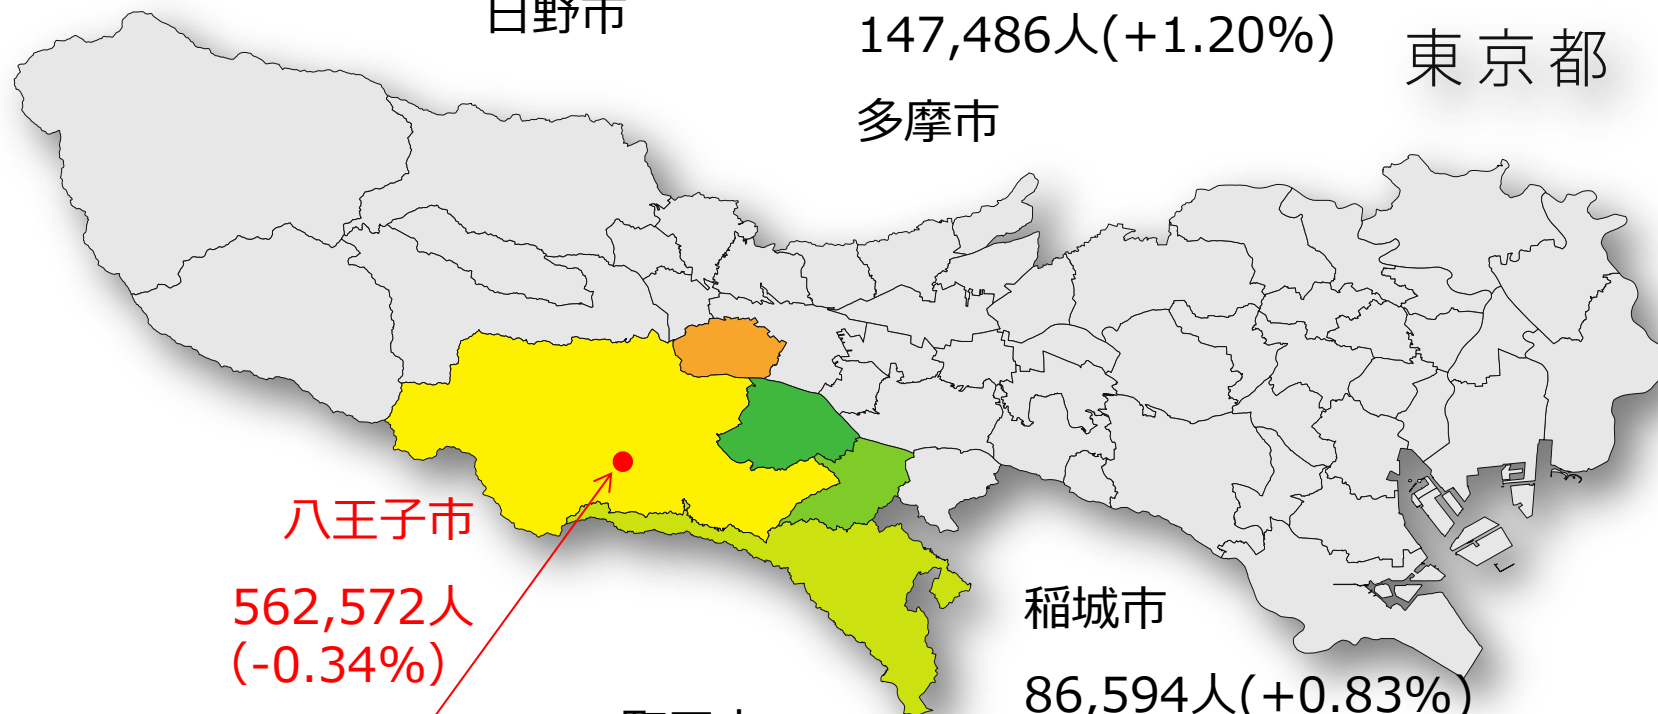 日野市
147,486人(+1.20%)
東京都
多摩市
八王子市
562,572人
(-0.34%)
稲城市
86,594人(+0.83%)